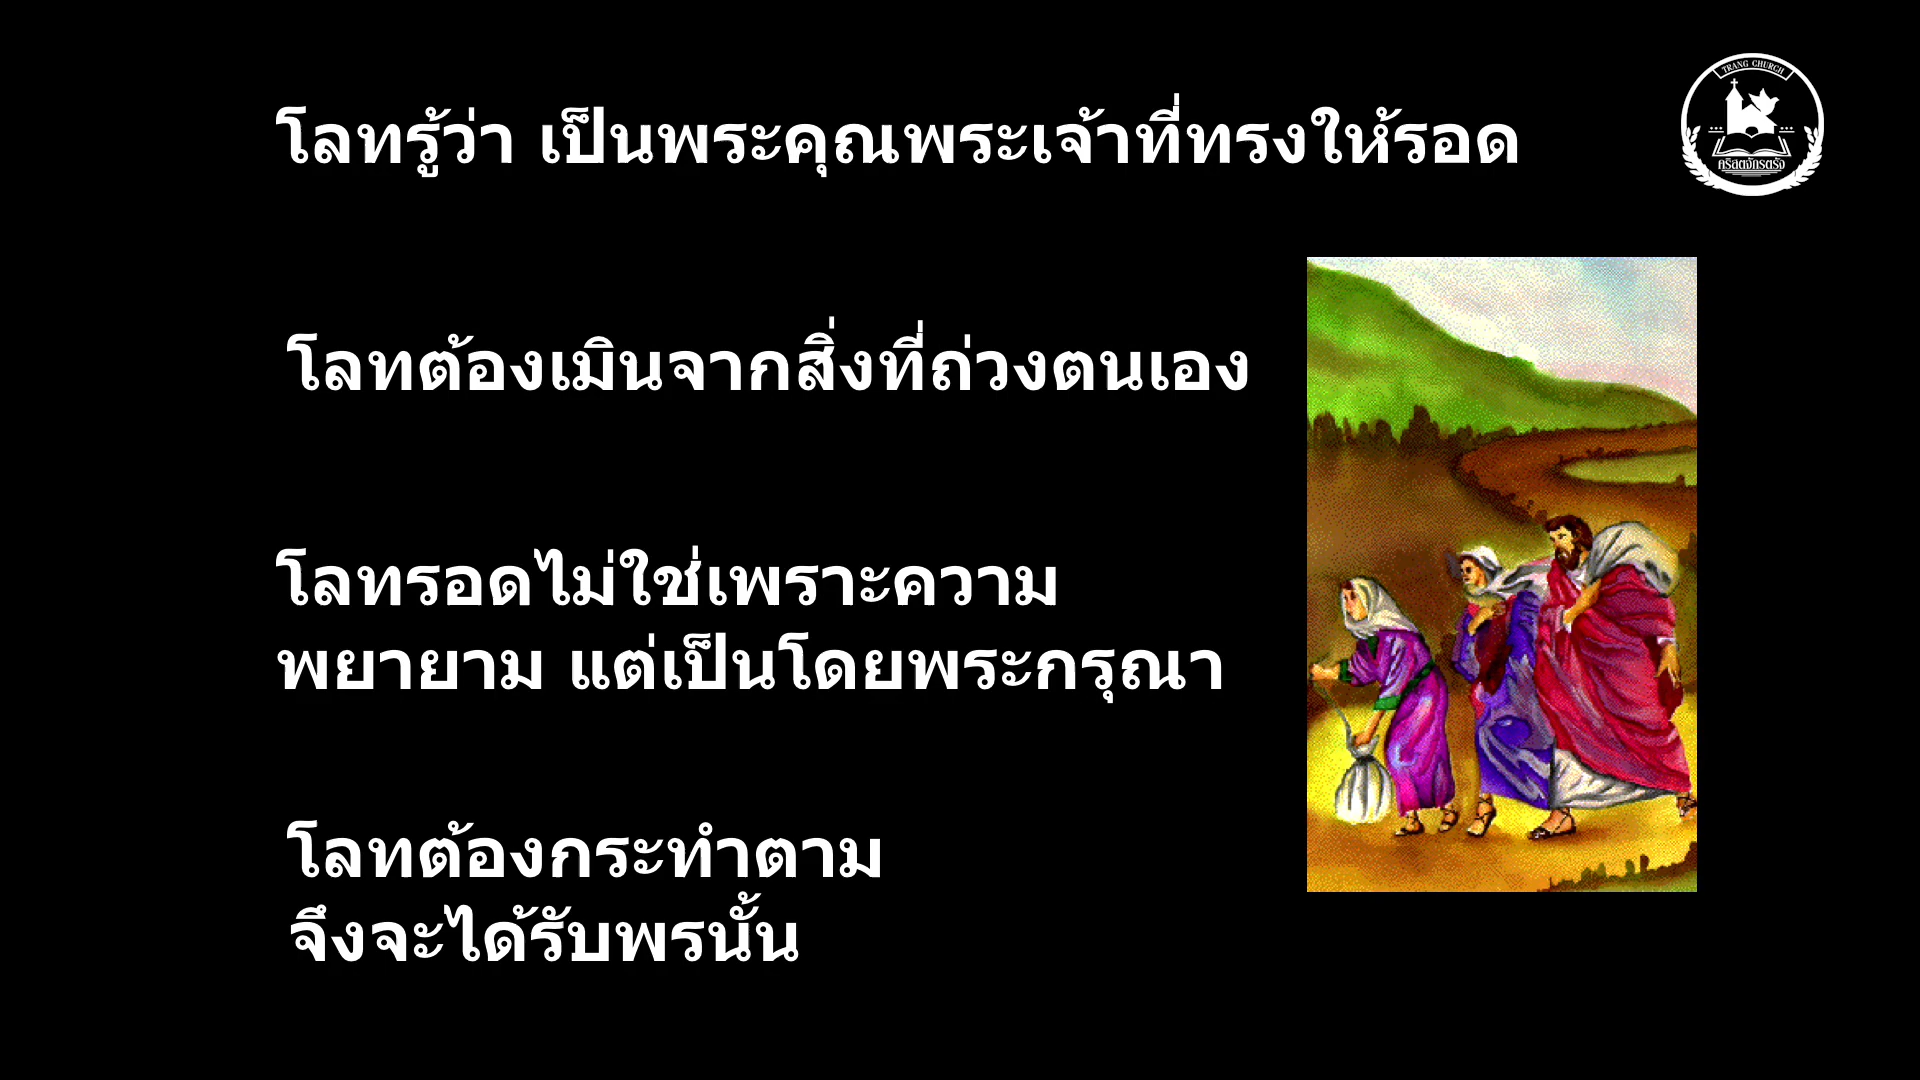 TRANG CHURCH
คริสตจักรตรัง
โลทรู้ว่า เป็นพระคุณพระเจ้าที่ทรงให้รอด
โลทต้องเมินจากสิ่งที่ถ่วงตนเอง
โลทรอดไม่ใช่เพราะความ
พยายาม แต่เป็นโดยพระกรุณา
โลทต้องกระทำตาม
จึงจะได้รับพรนั้น